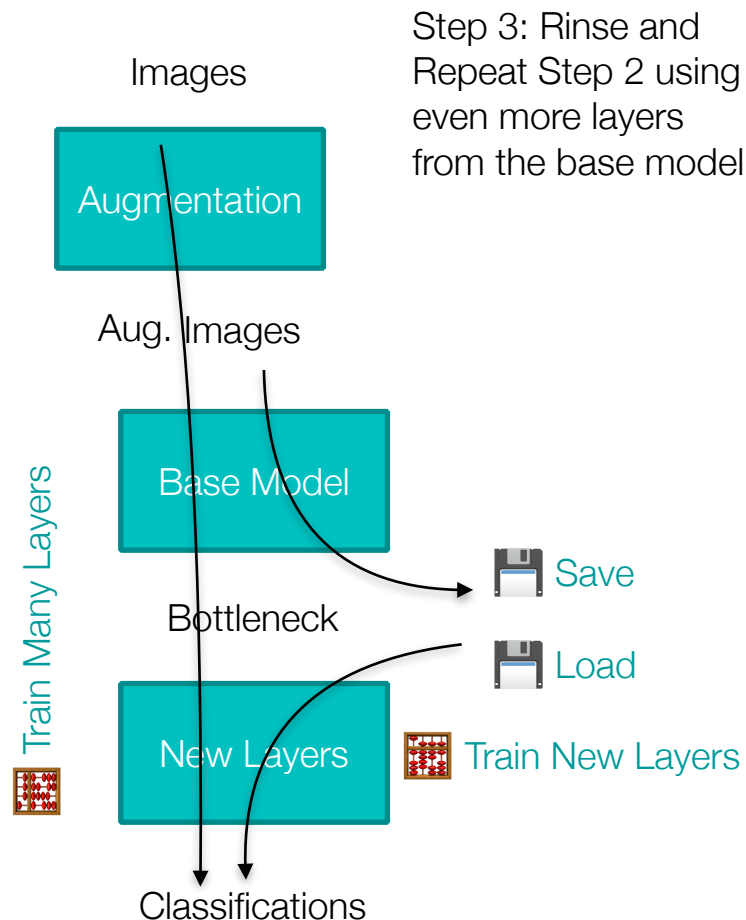 Step 3: Rinse and
Repeat Step 2 using
even more layers
from the base model
Images
Augmentation
Aug. Images
Base Model
Train Many Layers
Save
Bottleneck
Load
New Layers
Train New Layers
Classifications